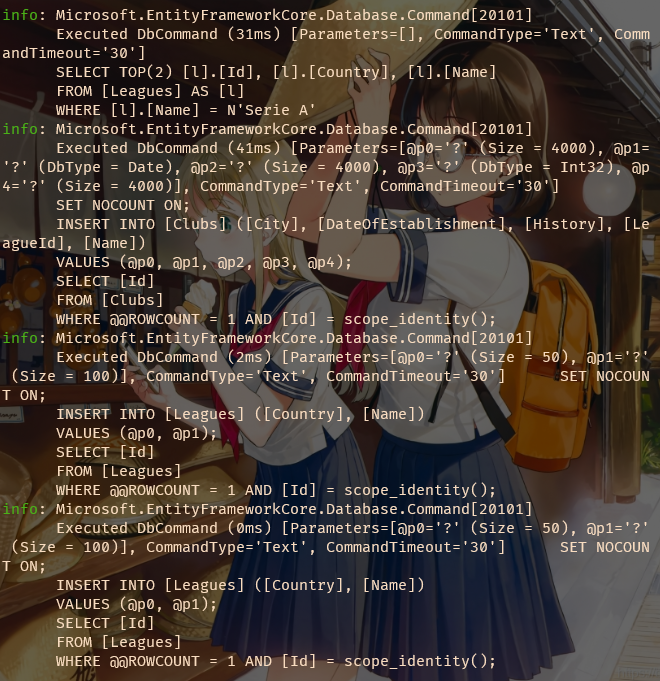 info: Microsoft.EntityFrameworkCore.Database.Command[20101]
      Executed DbCommand (31ms) [Parameters=[], CommandType='Text', Comm
andTimeout='30']
      SELECT TOP(2) [l].[Id], [l].[Country], [l].[Name]
      FROM [Leagues] AS [l]
      WHERE [l].[Name] = N'Serie A'
info: Microsoft.EntityFrameworkCore.Database.Command[20101]
      Executed DbCommand (41ms) [Parameters=[@p0='?' (Size = 4000), @p1=
'?' (DbType = Date), @p2='?' (Size = 4000), @p3='?' (DbType = Int32), @p
4='?' (Size = 4000)], CommandType='Text', CommandTimeout='30']
      SET NOCOUNT ON;
      INSERT INTO [Clubs] ([City], [DateOfEstablishment], [History], [Le
agueId], [Name])
      VALUES (@p0, @p1, @p2, @p3, @p4);
      SELECT [Id]
      FROM [Clubs]
      WHERE @@ROWCOUNT = 1 AND [Id] = scope_identity();
info: Microsoft.EntityFrameworkCore.Database.Command[20101]
      Executed DbCommand (2ms) [Parameters=[@p0='?' (Size = 50), @p1='?'
 (Size = 100)], CommandType='Text', CommandTimeout='30']      SET NOCOUN
T ON;
      INSERT INTO [Leagues] ([Country], [Name])
      VALUES (@p0, @p1);
      SELECT [Id]
      FROM [Leagues]
      WHERE @@ROWCOUNT = 1 AND [Id] = scope_identity();
info: Microsoft.EntityFrameworkCore.Database.Command[20101]
      Executed DbCommand (0ms) [Parameters=[@p0='?' (Size = 50), @p1='?'
 (Size = 100)], CommandType='Text', CommandTimeout='30']      SET NOCOUN
T ON;
      INSERT INTO [Leagues] ([Country], [Name])
      VALUES (@p0, @p1);
      SELECT [Id]
      FROM [Leagues]
      WHERE @@ROWCOUNT = 1 AND [Id] = scope_identity();